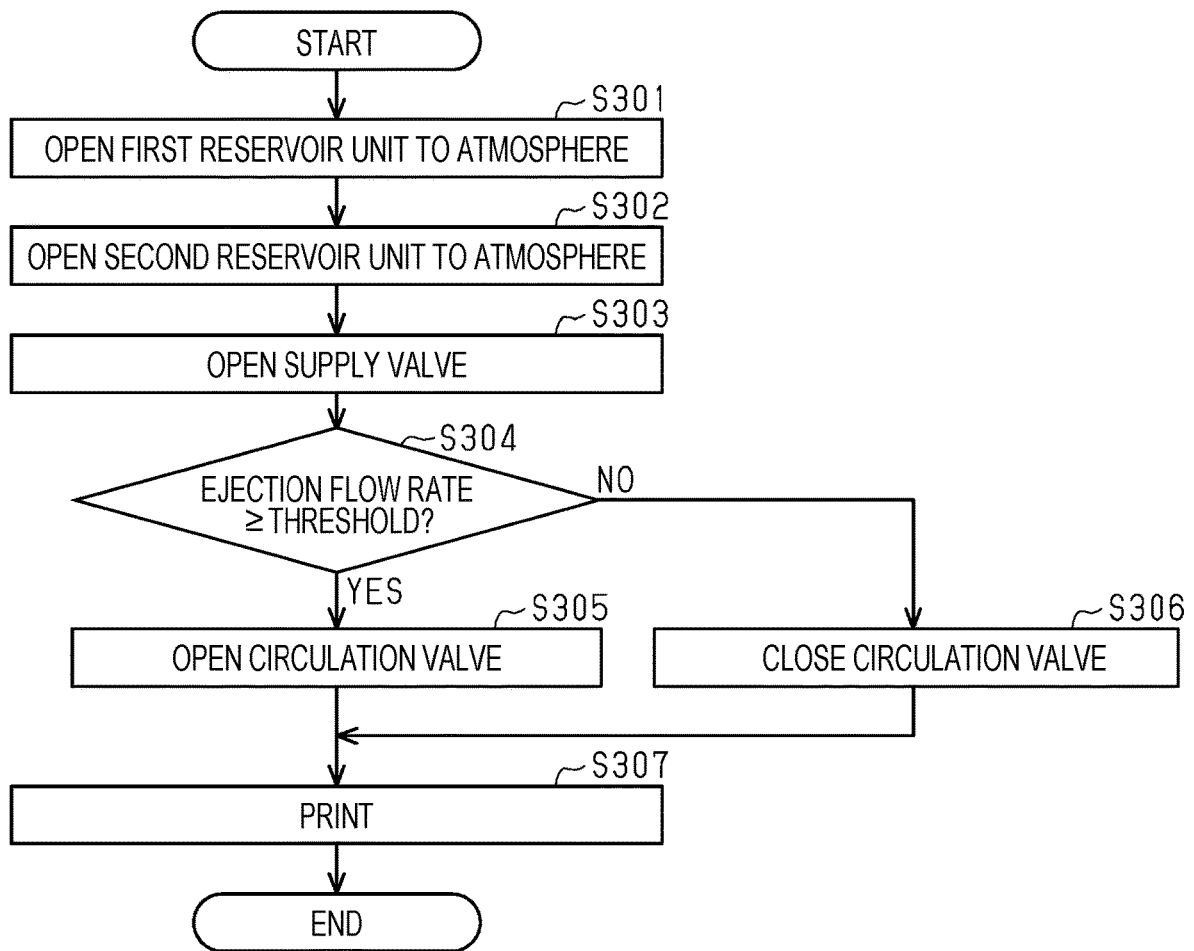 START
S301
OPEN FIRST RESERVOIR UNIT TO ATMOSPHERE
S302
OPEN SECOND RESERVOIR UNIT TO ATMOSPHERE
S303
OPEN SUPPLY VALVE
S304
EJECTION FLOW RATE
≥ THRESHOLD?
NO
YES
S305
OPEN CIRCULATION VALVE
S306
CLOSE CIRCULATION VALVE
S307
PRINT
END